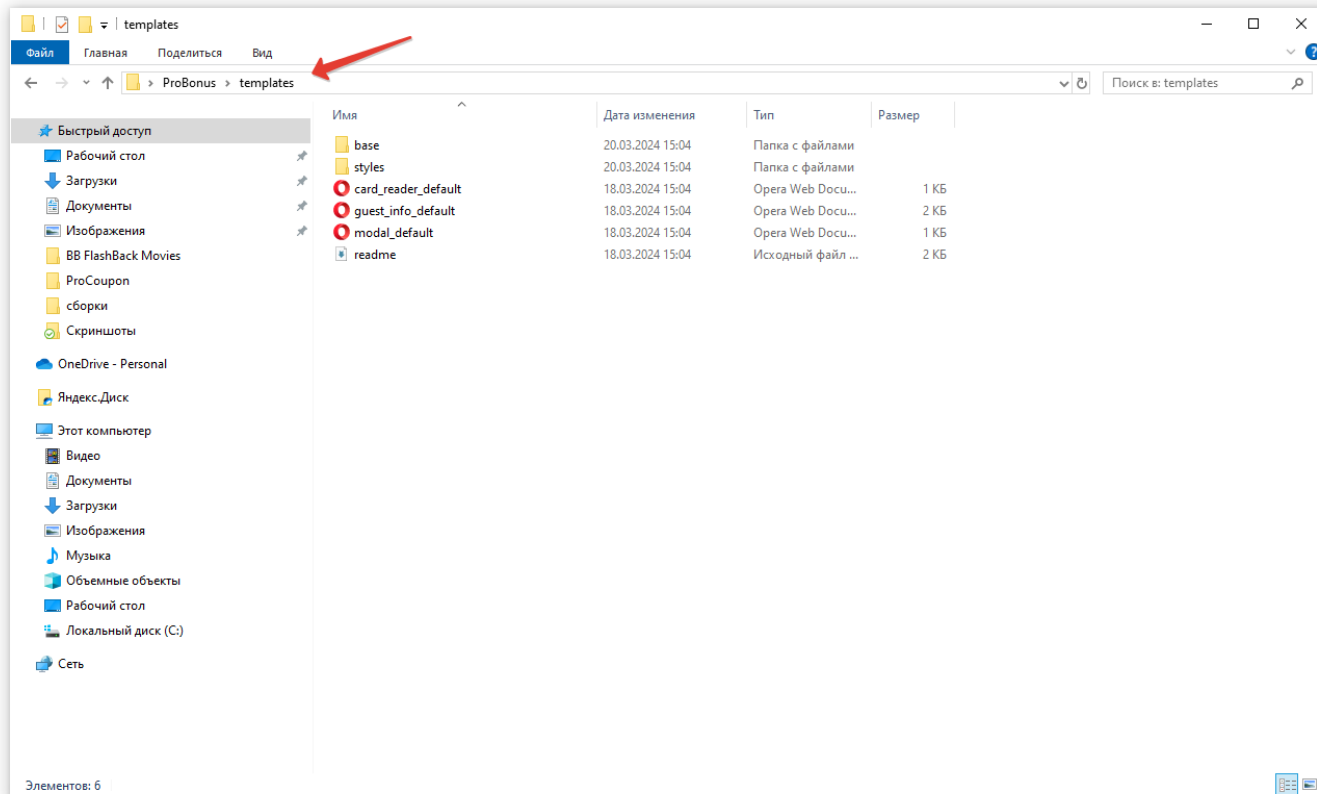 templates
Файл Главная Поделиться Вид
ProBonus templates Поиск в: templates
Имя Дата изменения Тип Размер
Быстрый доступ
Рабочий стол
Загрузки
Документы
Изображения
BB FlashBack Movies
ProCoupon
сборки
Скриншоты
OneDrive - Personal
Яндекс.Диск
Этот компьютер
Видео
Документы
Загрузки
Изображения
Музыка
Объемные объекты
Рабочий стол
Локальный диск (C:)
Сеть
base 20.03.2024 15:04 Папка с файлами
styles 20.03.2024 15:04 Папка с файлами
card_reader_default 18.03.2024 15:04 Opera Web Docu... 1 КБ
guest_info_default 18.03.2024 15:04 Opera Web Docu... 2 КБ
modal_default 18.03.2024 15:04 Opera Web Docu... 1 КБ
readme 18.03.2024 15:04 Исходный файл ... 2 КБ
Элементов: 6